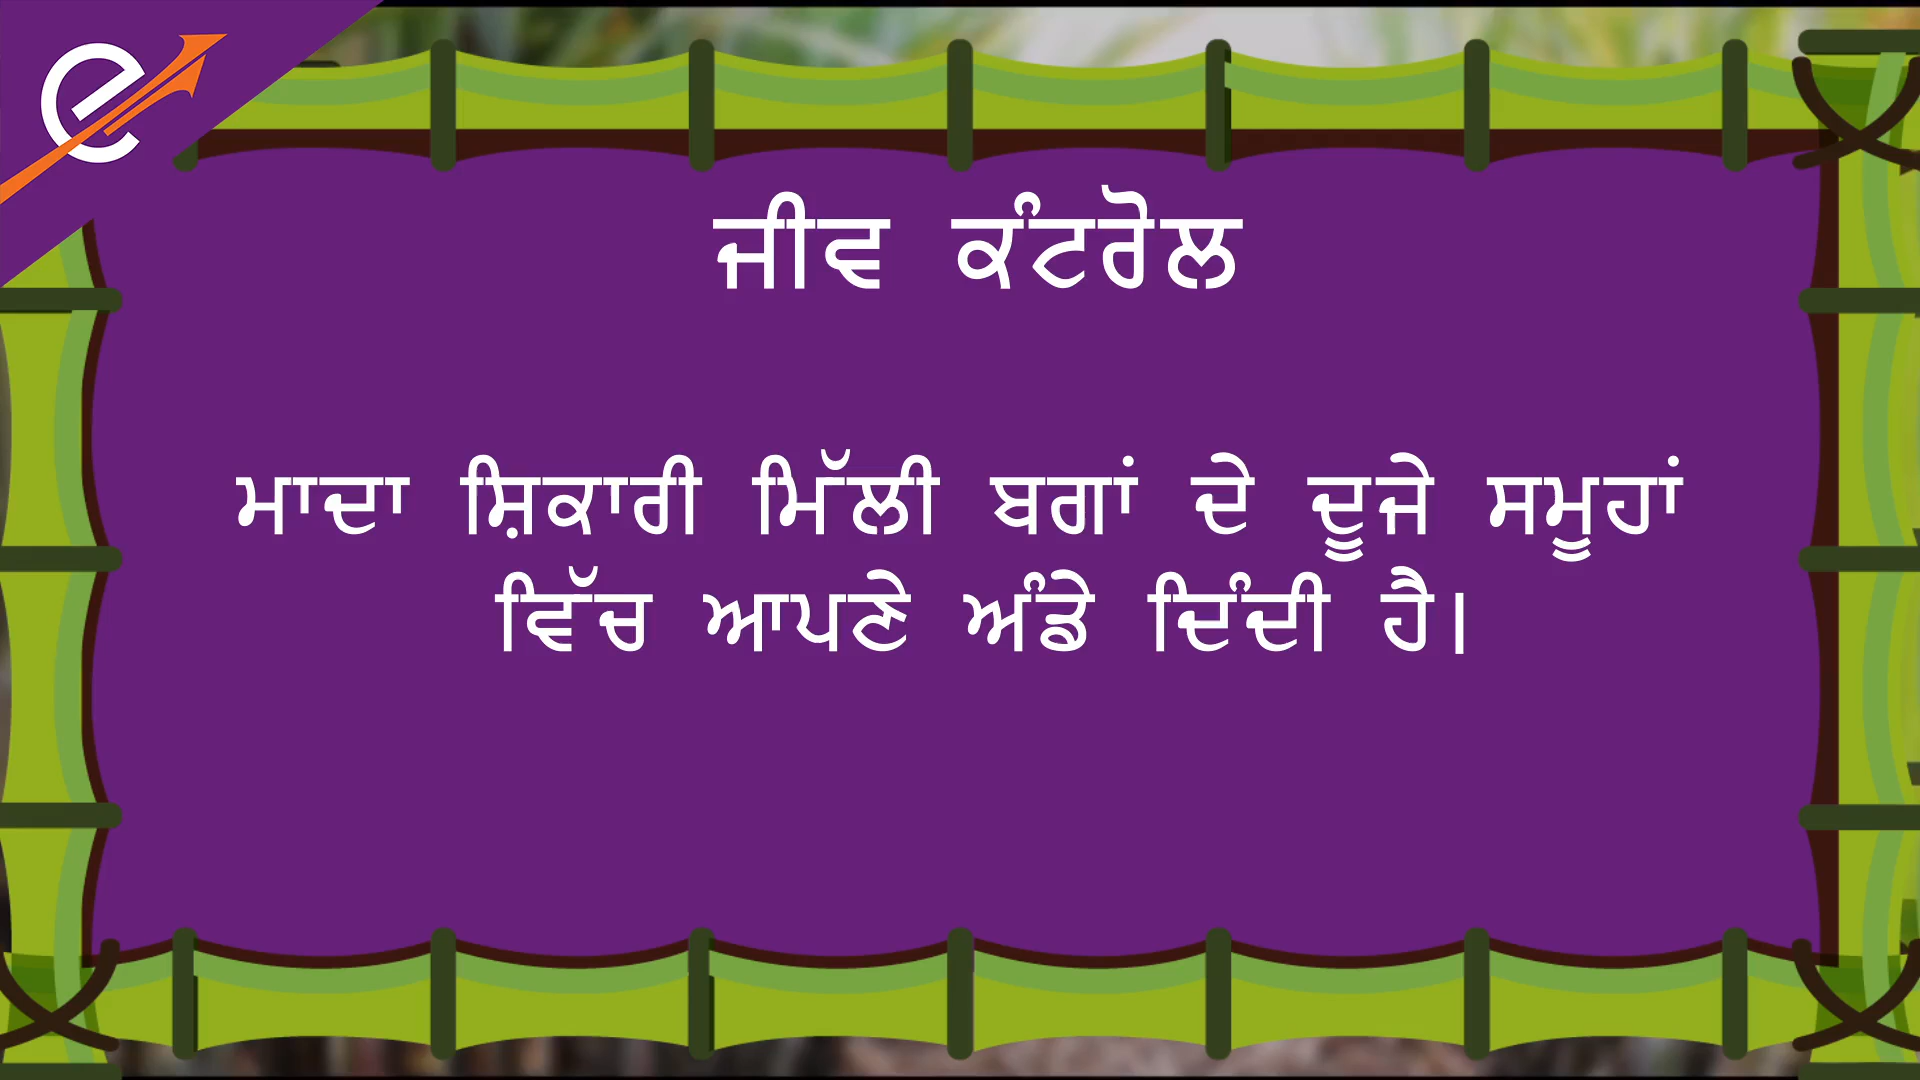 ਜੀਵ ਕੰਟਰੋਲ
ਮਾਦਾ ਸ਼ਿਕਾਰੀ ਮਿੱਲੀ ਬਗਾਂ ਦੇ ਦੂਜੇ ਸਮੂਹਾਂ
ਵਿੱਚ ਆਪਣੇ ਅੰਡੇ ਦਿੰਦੀ ਹੈ।